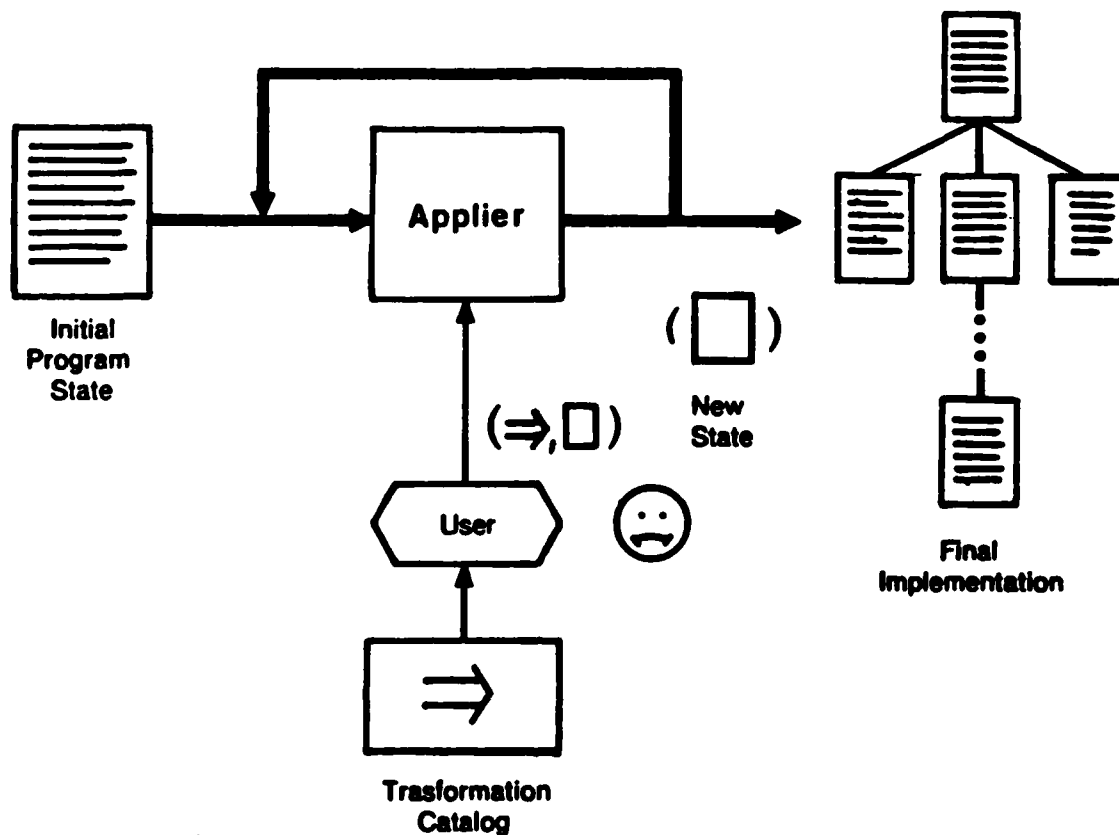 Initial
Program
State
Applier
( )
New
State
(⇒, )
User
Final
Implementation
⇒
Trasformation
Catalog